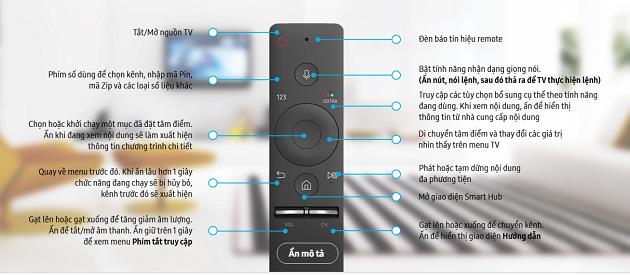 Tắt/Mở nguồn TV
Phím số dùng để chọn kênh, nhập mã Pin,
mã Zip và các loại số liệu khác
Chọn hoặc khởi chạy một mục đã đặt tâm điểm.
Ấn khi đang xem nội dung sẽ làm xuất hiện
thông tin chương trình chi tiết
Quay về menu trước đó. Khi ấn lâu hơn 1 giây
chức năng đang chạy sẽ bị hủy bỏ,
kênh trước đó sẽ xuất hiện
Gạt lên hoặc gạt xuống để tăng giảm âm lượng.
Ấn để tắt/mở âm thanh. Ấn giữ trên 1 giây
để xem menu Phím tắt truy cập
123
/EXTRA
VOL
CH
Ẩn mô tả
Đèn báo tín hiệu remote
Bật tính năng nhận dạng giọng nói.
(Ấn nút, nói lệnh, sau đó thả ra để TV thực hiện lệnh)
Truy cập các tùy chọn bổ sung cụ thể theo tính năng
đang dùng. Khi xem nội dung, ấn để hiển thị
thông tin từ nhà cung cấp nội dung
Di chuyển tâm điểm và thay đổi các giá trị
nhìn thấy trên menu TV
Phát hoặc tạm dừng nội dung
đa phương tiện
Mở giao diện Smart Hub
Gạt lên hoặc xuống để chuyển kênh.
Ấn để hiển thị giao diện Hướng dẫn